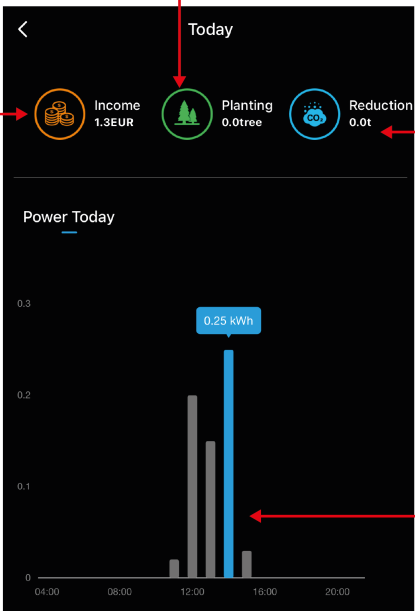 Today
Income
1.3EUR
Planting
0.0tree
Reduction
0.0t
CO₂
Power Today
0.3
0.25 kWh
0.2
0.1
0
04:00 08:00 12:00 16:00 20:00